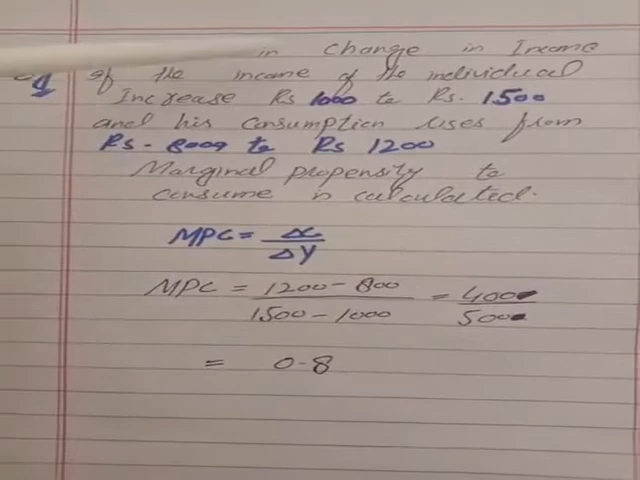 in change in Income
of the income of the individual
Increase Rs 1000 to Rs. 1500
and his Consumption uses from
Rs. 800 to Rs 1200
Marginal propensity to
consume is calculated.
MPC = ΔC / ΔY
MPC = 1200 - 800 / 1500 - 1000 = 400 / 500
= 0.8